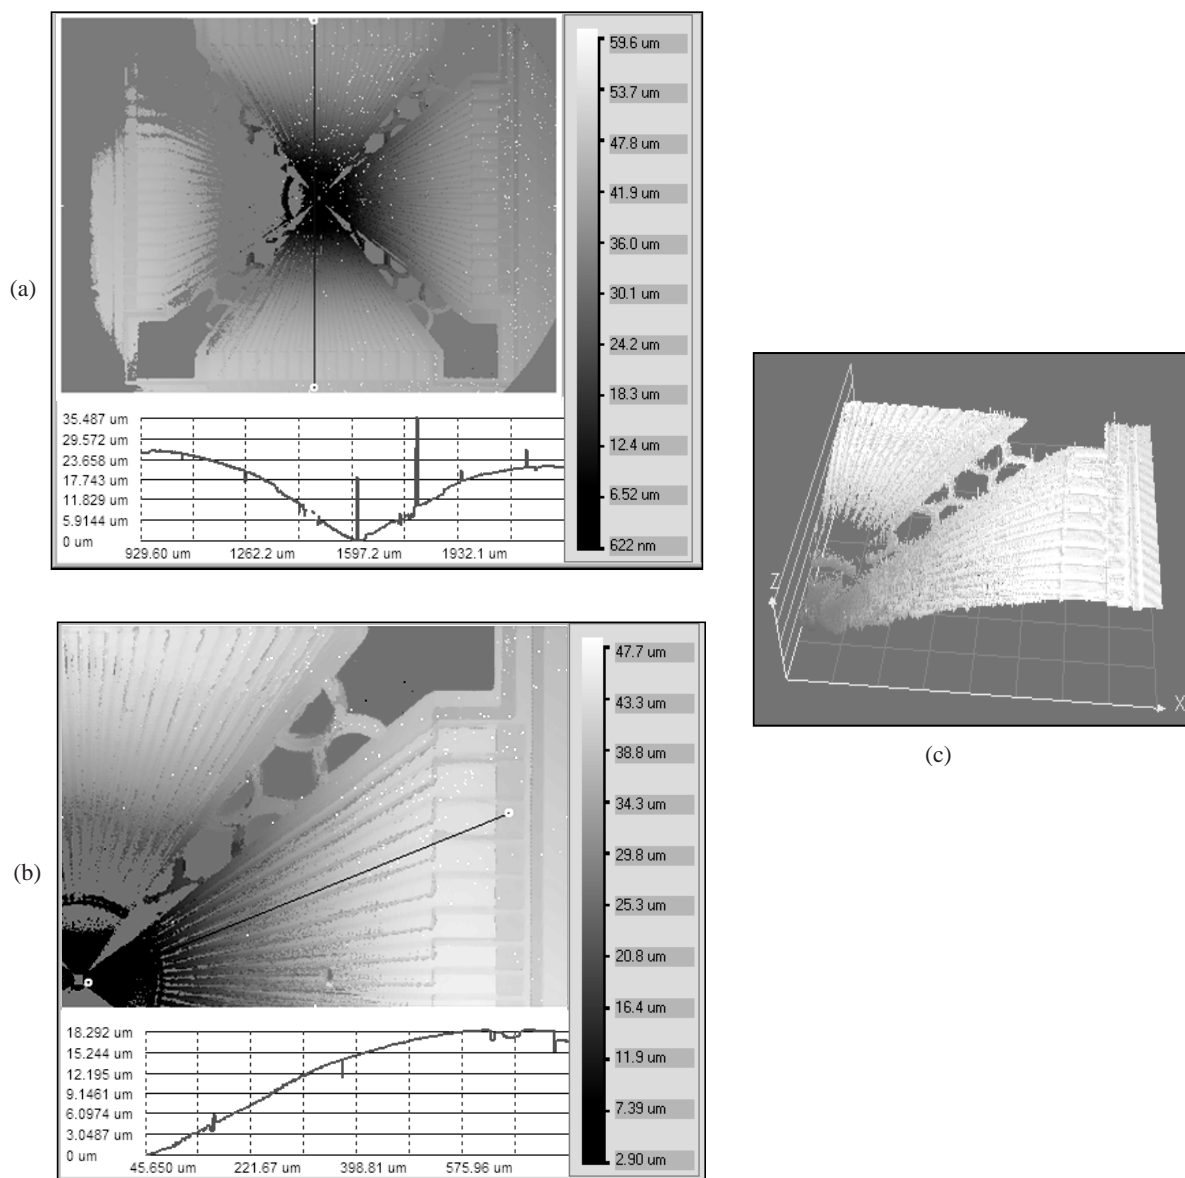 (a)
59.6 um
53.7 um
47.8 um
41.9 um
36.0 um
30.1 um
24.2 um
18.3 um
12.4 um
6.52 um
622 nm
35.487 um
29.572 um
23.658 um
17.743 um
11.829 um
5.9144 um
0 um
929.60 um 1262.2 um 1597.2 um 1932.1 um
(b)
47.7 um
43.3 um
38.8 um
34.3 um
29.8 um
25.3 um
20.8 um
16.4 um
11.9 um
7.39 um
2.90 um
18.292 um
15.244 um
12.195 um
9.1461 um
6.0974 um
3.0487 um
0 um
45.650 um 221.67 um 398.81 um 575.96 um
Z
X
(c)